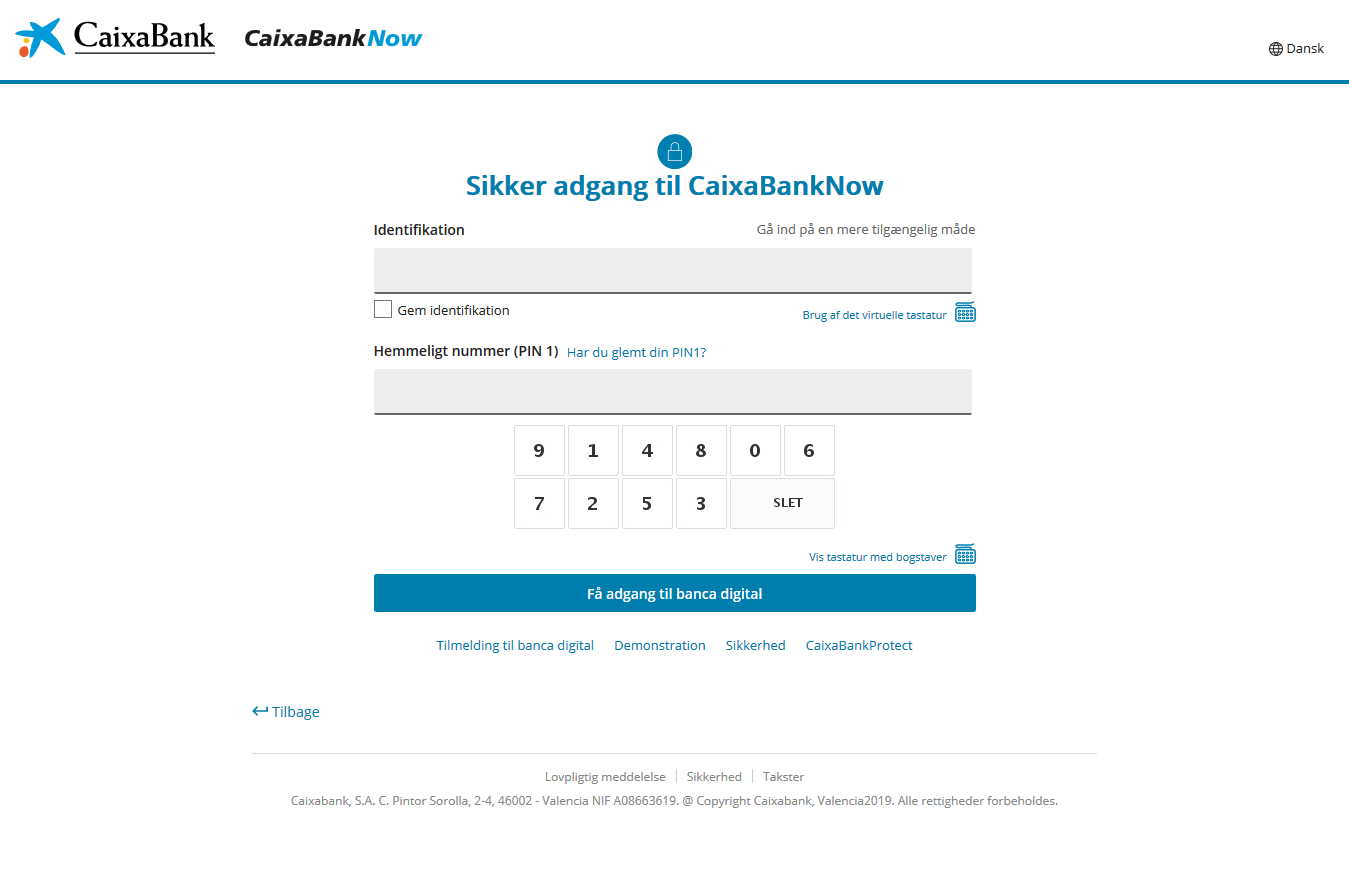 CaixaBank CaixaBankNow
Dansk
Sikker adgang til CaixaBankNow
Identifikation Gå ind på en mere tilgængelig måde
Gem identifikation Brug af det virtuelle tastatur
Hemmeligt nummer (PIN 1) Har du glemt din PIN1?
9 1 4 8 0 6
7 2 5 3 SLET
Vis tastatur med bogstaver
Få adgang til banca digital
Tilmelding til banca digital Demonstration Sikkerhed CaixaBankProtect
Tilbage
Lovpligtig meddelelse Sikkerhed Takster
Caixabank, S.A. C. Pintor Sorolla, 2-4, 46002 - Valencia NIF A08663619. @ Copyright Caixabank, Valencia2019. Alle rettigheder forbeholdes.